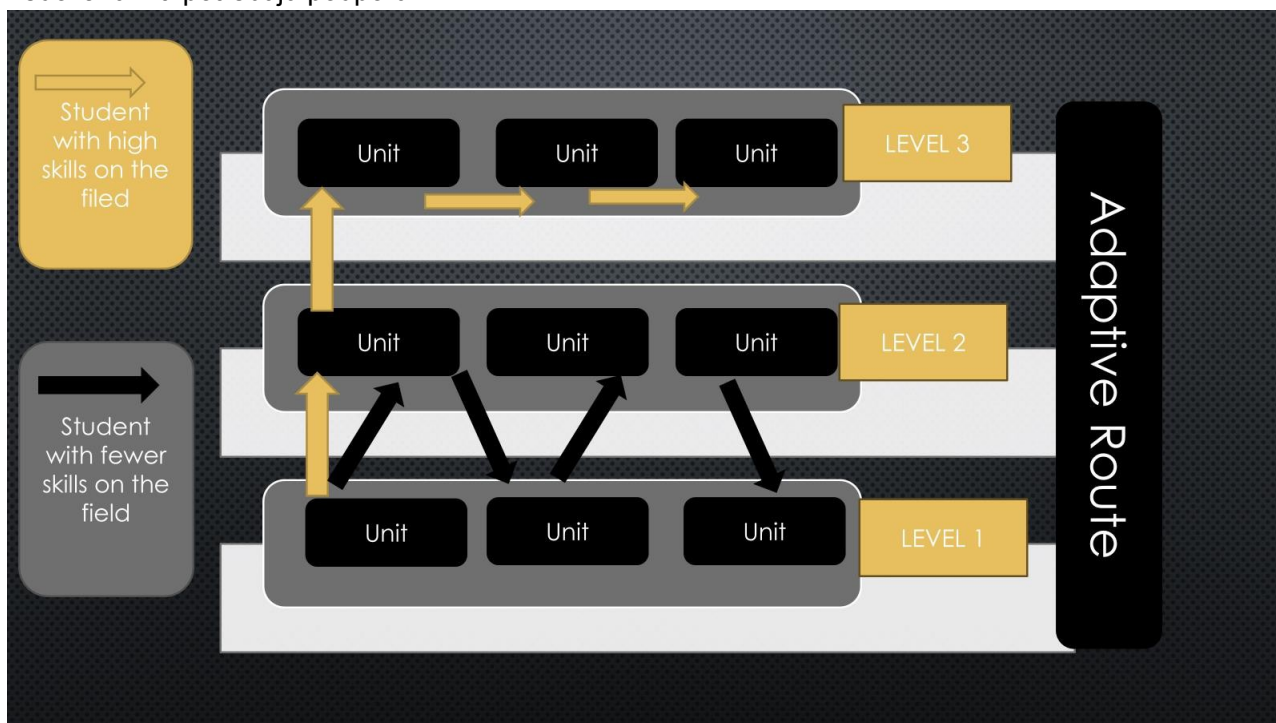 Student
with high
skills on the
filed
Unit
Unit
Unit
LEVEL 3
Unit
Unit
Unit
LEVEL 2
Student
with fewer
skills on the
field
Unit
Unit
Unit
LEVEL 1
Adaptive Route